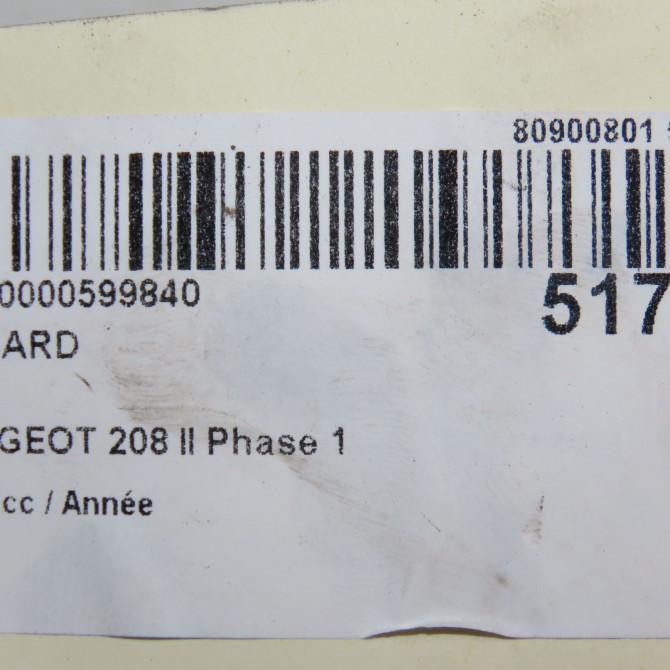 80900801
0000599840
517
ARD
GEOT 208 II Phase 1
cc / Année